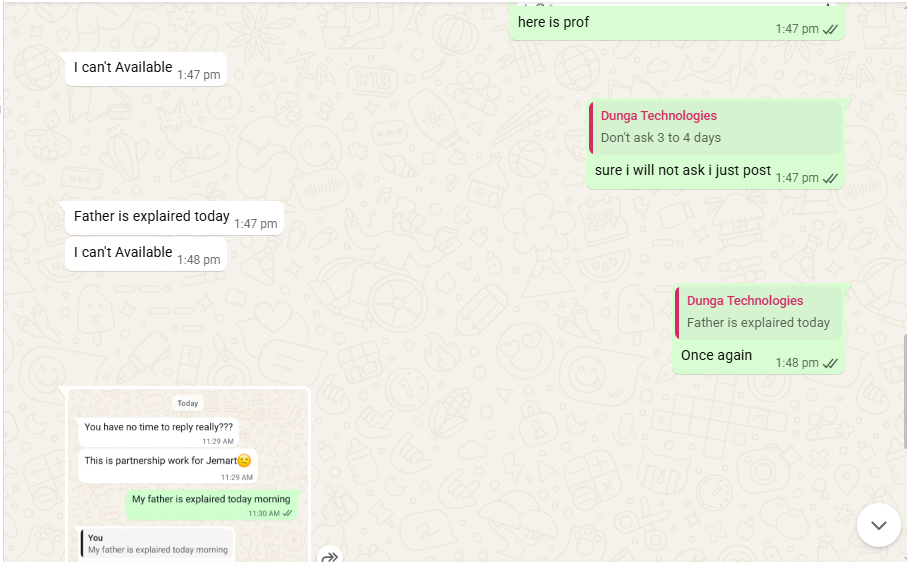 here is prof
1:47 pm
I can't Available
1:47 pm
Dunga Technologies
Don't ask 3 to 4 days
sure i will not ask i just post
1:47 pm
Father is explaired today
1:47 pm
I can't Available
1:48 pm
Dunga Technologies
Father is explaired today
Once again
1:48 pm
Today
You have no time to reply really???
11:29 AM
This is partnership work for Jemart😕
11:29 AM
My father is explaired today morning
11:30 AM
You
My father is explaired today morning